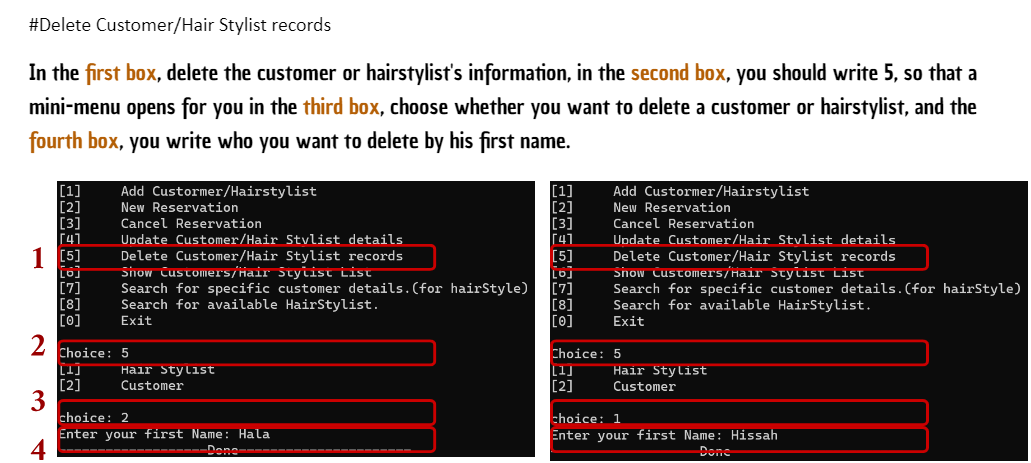 #Delete Customer/Hair Stylist records
In the first box, delete the customer or hairstylist's information, in the second box, you should write 5, so that a
mini-menu opens for you in the third box, choose whether you want to delete a customer or hairstylist, and the
fourth box, you write who you want to delete by his first name.
[1] Add Custormer/Hairstylist
[2] New Reservation
[3] Cancel Reservation
[4] Update Customer/Hair Stylist details
1 [5] Delete Customer/Hair Stylist records
[6] Show Customers/Hair Stylist List
[7] Search for specific customer details.(for hairStyle)
[8] Search for available HairStylist.
[0] Exit
2 Choice: 5
[1] Hair Stylist
[2] Customer
3 choice: 2
Enter your first Name: Hala
4 ---------------------Done------------------------
[1] Add Custormer/Hairstylist
[2] New Reservation
[3] Cancel Reservation
[4] Update Customer/Hair Stylist details
[5] Delete Customer/Hair Stylist records
[6] Show Customers/Hair Stylist List
[7] Search for specific customer details.(for hairStyle)
[8] Search for available HairStylist.
[0] Exit
Choice: 5
[1] Hair Stylist
[2] Customer
choice: 1
Enter your first Name: Hissah
Done